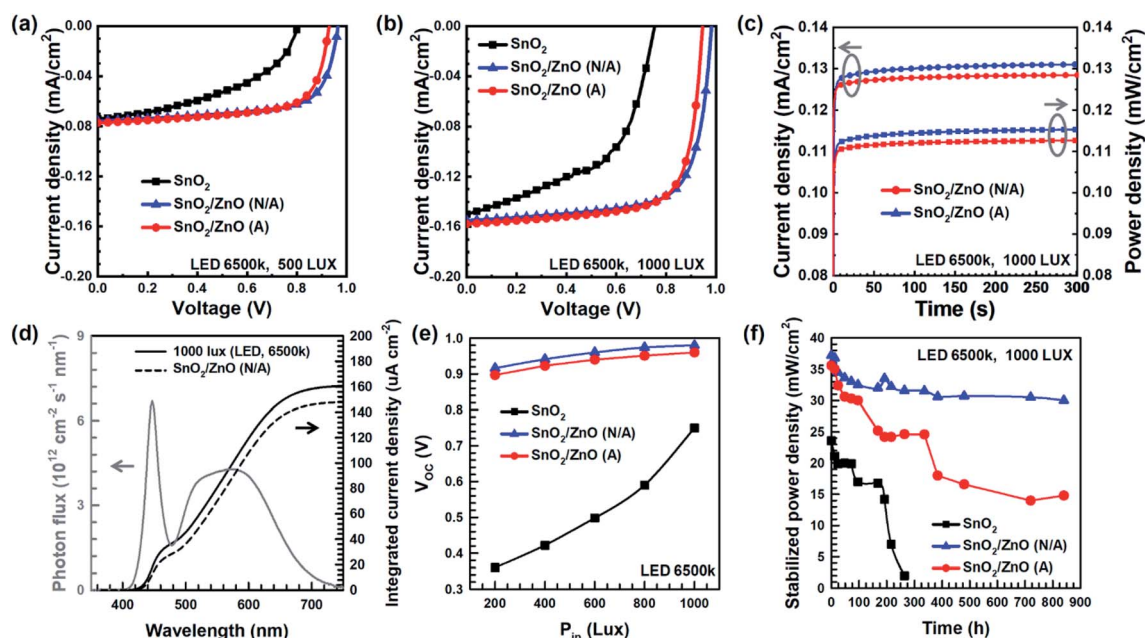 (a)
Currrent density (mA/cm²)
0.00
-0.04
-0.08
-0.12
-0.16
-0.20
SnO₂
SnO₂/ZnO (N/A)
SnO₂/ZnO (A)
LED 6500k, 500 LUX
0.0 0.2 0.4 0.6 0.8 1.0
Voltage (V)
(b)
Currrent density (mA/cm²)
0.00
-0.04
-0.08
-0.12
-0.16
-0.20
SnO₂
SnO₂/ZnO (N/A)
SnO₂/ZnO (A)
LED 6500k, 1000 LUX
0.0 0.2 0.4 0.6 0.8 1.0
Voltage (V)
(c)
Current density (mA/cm²)
0.14
0.13
0.12
0.11
0.10
0.09
0.08
SnO₂/ZnO (N/A)
SnO₂/ZnO (A)
LED 6500k, 1000 LUX
0 50 100 150 200 250 300
Time (s)
0.14
0.13
0.12
0.11
0.10
0.09
0.08
Power density (mW/cm²)
(d)
Photon flux (10¹² cm⁻² s⁻¹ nm⁻¹)
9
6
3
0
1000 lux (LED, 6500k)
SnO₂/ZnO (N/A)
400 500 600 700
Wavelength (nm)
200
180
160
140
120
100
80
60
40
20
0
Integrated current density (uA cm⁻²)
(e)
V_OC (V)
1.0
0.9
0.8
0.7
0.6
0.5
0.4
0.3
SnO₂
SnO₂/ZnO (N/A)
SnO₂/ZnO (A)
LED 6500k
200 400 600 800 1000
P_in (Lux)
(f)
Stabilized power density (mW/cm²)
40
35
30
25
20
15
10
5
0
LED 6500k, 1000 LUX
SnO₂
SnO₂/ZnO (N/A)
SnO₂/ZnO (A)
0 100 200 300 400 500 600 700 800 900
Time (h)